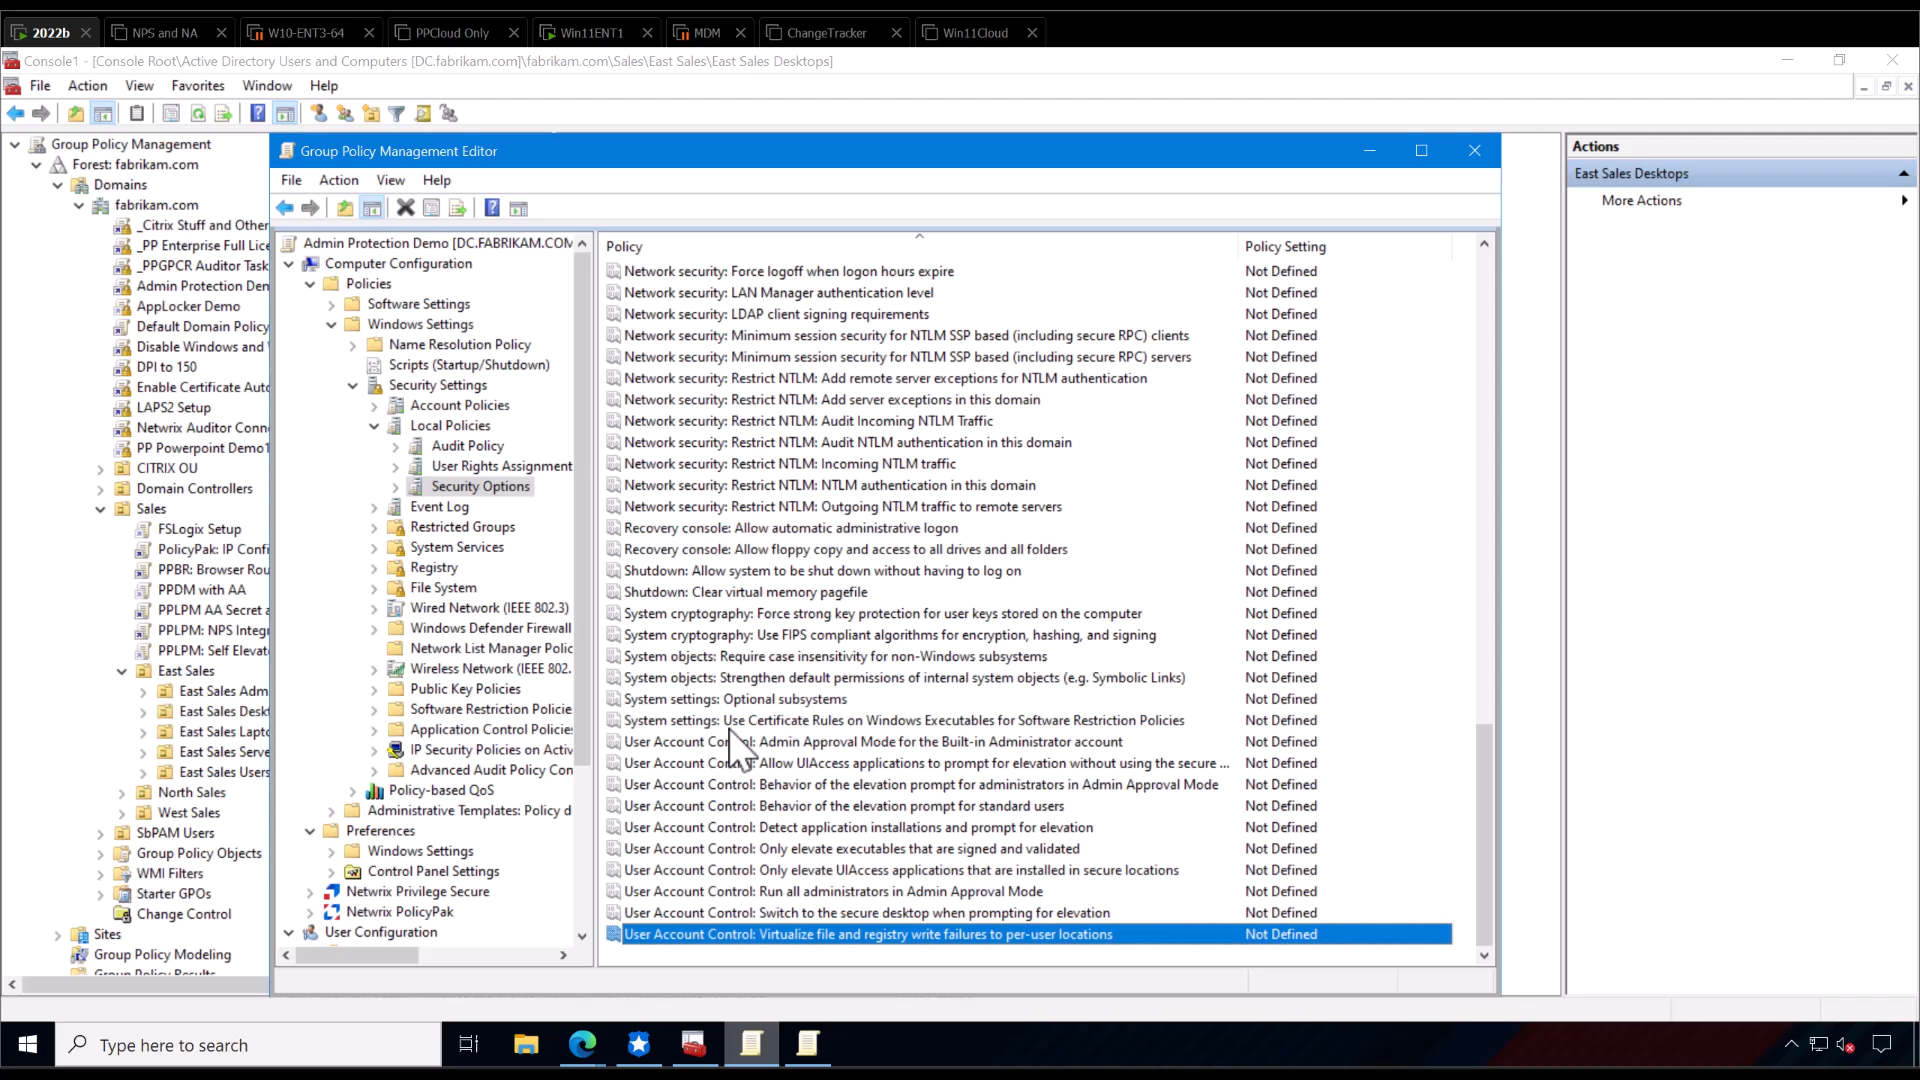 2022b
NPS and NA
W10-ENT3-64
PPCloud Only
Win11ENT1
MDM
ChangeTracker
Win11Cloud
Console1 - [Console Root\Active Directory Users and Computers [DC.fabrikam.com]\fabrikam.com\Sales\East Sales\East Sales Desktops]
File Action View Favorites Window Help
Group Policy Management
Forest: fabrikam.com
Domains
fabrikam.com
_Citrix Stuff and Other
_PP Enterprise Full Lice
_PPGPCR Auditor Task
Admin Protection Den
AppLocker Demo
Default Domain Policy
Disable Windows and
DPI to 150
Enable Certificate Auto
LAPS2 Setup
Netwrix Auditor Conn
PP Powerpoint Demo1
CITRIX OU
Domain Controllers
Sales
FSLogix Setup
PolicyPak: IP Confi
PPBR: Browser Rou
PPDM with AA
PPLPM AA Secret a
PPLPM: NPS Integr
PPLPM: Self Elevat
East Sales
East Sales Adm
East Sales Desk
East Sales Lapto
East Sales Serve
East Sales Users
North Sales
West Sales
SbPAM Users
Group Policy Objects
WMI Filters
Starter GPOs
Change Control
Sites
Group Policy Modeling
Group Policy Results
Group Policy Management Editor
File Action View Help
Admin Protection Demo [DC.FABRIKAM.COM
Computer Configuration
Policies
Software Settings
Windows Settings
Name Resolution Policy
Scripts (Startup/Shutdown)
Security Settings
Account Policies
Local Policies
Audit Policy
User Rights Assignment
Security Options
Event Log
Restricted Groups
System Services
Registry
File System
Wired Network (IEEE 802.3)
Windows Defender Firewall
Network List Manager Polic
Wireless Network (IEEE 802.
Public Key Policies
Software Restriction Policie
Application Control Policies
IP Security Policies on Activ
Advanced Audit Policy Con
Policy-based QoS
Administrative Templates: Policy d
Preferences
Windows Settings
Control Panel Settings
Netwrix Privilege Secure
Netwrix PolicyPak
User Configuration
Policy Policy Setting
Network security: Force logoff when logon hours expire Not Defined
Network security: LAN Manager authentication level Not Defined
Network security: LDAP client signing requirements Not Defined
Network security: Minimum session security for NTLM SSP based (including secure RPC) clients Not Defined
Network security: Minimum session security for NTLM SSP based (including secure RPC) servers Not Defined
Network security: Restrict NTLM: Add remote server exceptions for NTLM authentication Not Defined
Network security: Restrict NTLM: Add server exceptions in this domain Not Defined
Network security: Restrict NTLM: Audit Incoming NTLM Traffic Not Defined
Network security: Restrict NTLM: Audit NTLM authentication in this domain Not Defined
Network security: Restrict NTLM: Incoming NTLM traffic Not Defined
Network security: Restrict NTLM: NTLM authentication in this domain Not Defined
Network security: Restrict NTLM: Outgoing NTLM traffic to remote servers Not Defined
Recovery console: Allow automatic administrative logon Not Defined
Recovery console: Allow floppy copy and access to all drives and all folders Not Defined
Shutdown: Allow system to be shut down without having to log on Not Defined
Shutdown: Clear virtual memory pagefile Not Defined
System cryptography: Force strong key protection for user keys stored on the computer Not Defined
System cryptography: Use FIPS compliant algorithms for encryption, hashing, and signing Not Defined
System objects: Require case insensitivity for non-Windows subsystems Not Defined
System objects: Strengthen default permissions of internal system objects (e.g. Symbolic Links) Not Defined
System settings: Optional subsystems Not Defined
System settings: Use Certificate Rules on Windows Executables for Software Restriction Policies Not Defined
User Account Control: Admin Approval Mode for the Built-in Administrator account Not Defined
User Account Control: Allow UIAccess applications to prompt for elevation without using the secure ... Not Defined
User Account Control: Behavior of the elevation prompt for administrators in Admin Approval Mode Not Defined
User Account Control: Behavior of the elevation prompt for standard users Not Defined
User Account Control: Detect application installations and prompt for elevation Not Defined
User Account Control: Only elevate executables that are signed and validated Not Defined
User Account Control: Only elevate UIAccess applications that are installed in secure locations Not Defined
User Account Control: Run all administrators in Admin Approval Mode Not Defined
User Account Control: Switch to the secure desktop when prompting for elevation Not Defined
User Account Control: Virtualize file and registry write failures to per-user locations Not Defined
Actions
East Sales Desktops
More Actions
Type here to search